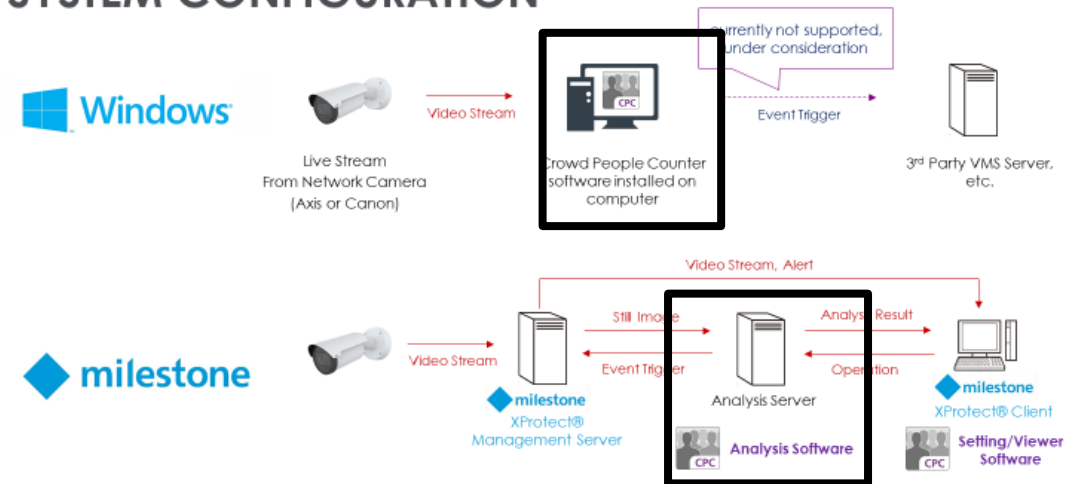 SYSTEM CONFIGURATION
currently not supported,
under consideration
Windows
CPC
Video Stream
Event Trigger
Live Stream
From Network Camera
(Axis or Canon)
Crowd People Counter
software installed on
computer
3rd Party VMS Server,
etc.
Video Stream, Alert
Still Image
Analysis Result
milestone
Video Stream
Event Trigger
Operation
milestone
XProtect®
Management Server
Analysis Server
milestone
XProtect® Client
CPC
Analysis Software
CPC
Setting/Viewer
Software